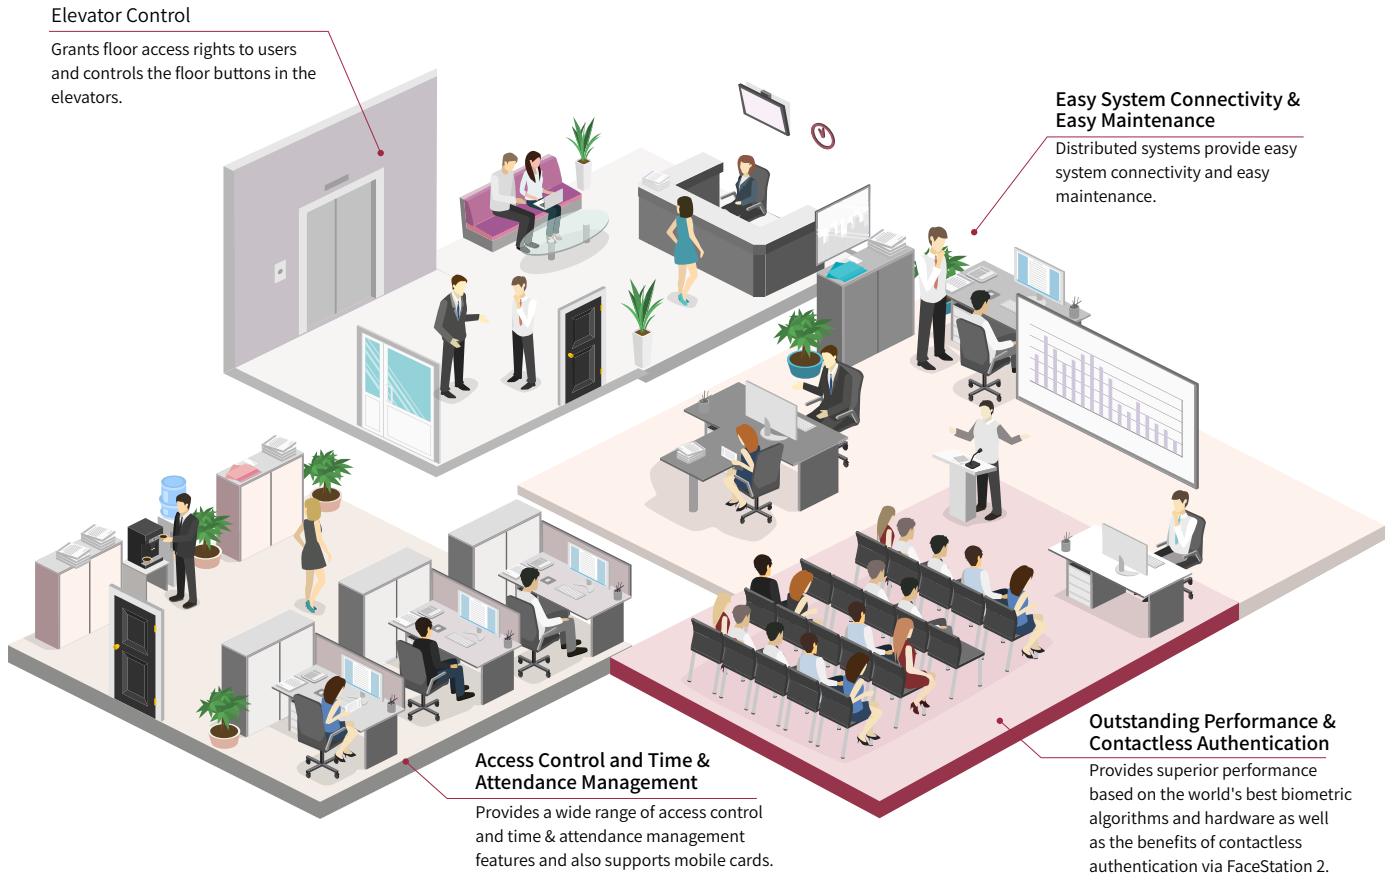 Elevator Control
Grants floor access rights to users
and controls the floor buttons in the
elevators.
Easy System Connectivity &
Easy Maintenance
Distributed systems provide easy
system connectivity and easy
maintenance.
Access Control and Time &
Attendance Management
Provides a wide range of access control
and time & attendance management
features and also supports mobile cards.
Outstanding Performance &
Contactless Authentication
Provides superior performance
based on the world's best biometric
algorithms and hardware as well
as the benefits of contactless
authentication via FaceStation 2.